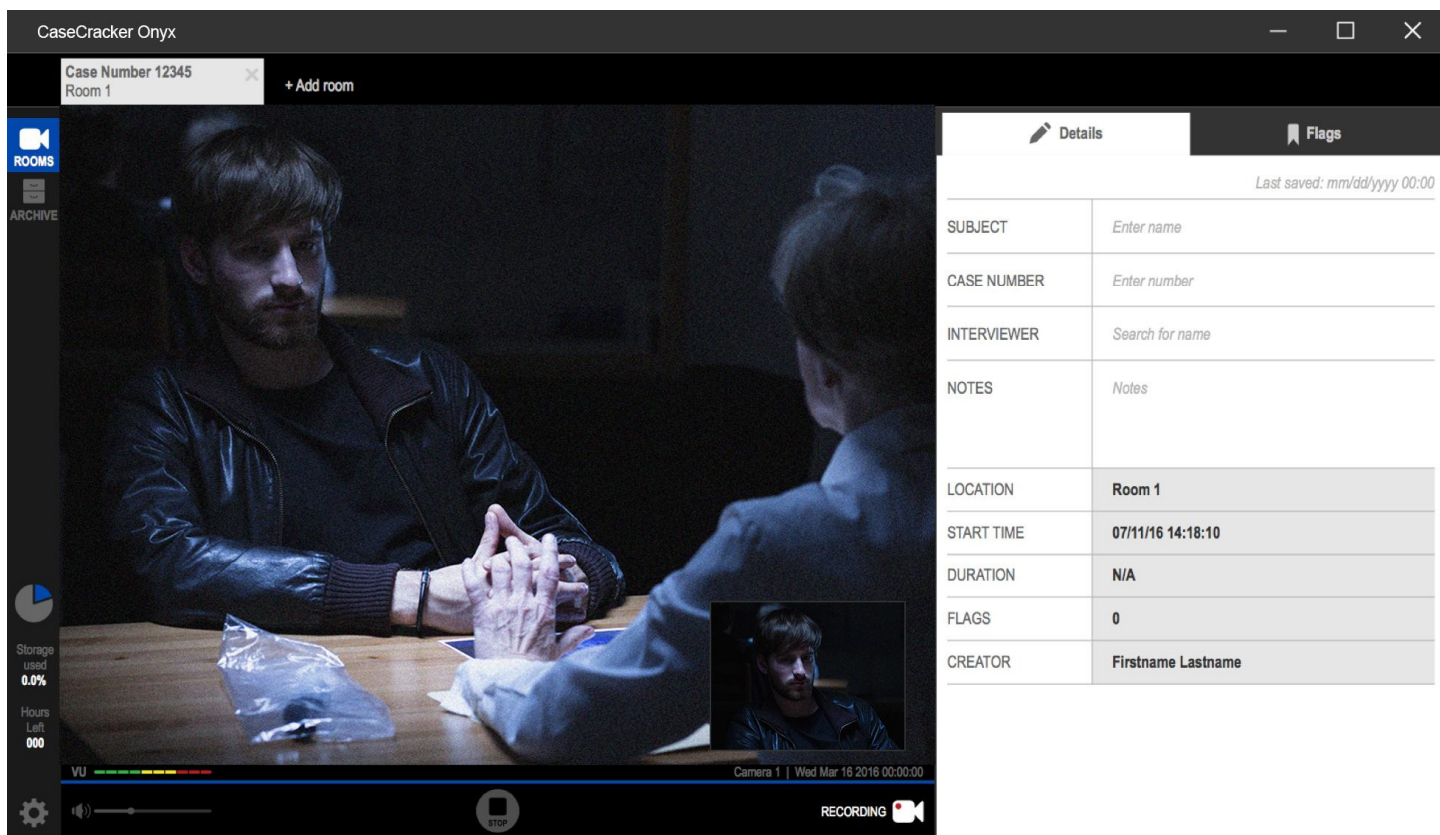 CaseCracker Onyx
Case Number 12345
Room 1
+ Add room
ROOMS
ARCHIVE
Storage
used
0.0%
Hours
Left
000
VU
Camera 1 | Wed Mar 16 2016 00:00:00
STOP
RECORDING
Details
Flags
Last saved: mm/dd/yyyy 00:00
SUBJECT Enter name
CASE NUMBER Enter number
INTERVIEWER Search for name
NOTES Notes
LOCATION Room 1
START TIME 07/11/16 14:18:10
DURATION N/A
FLAGS 0
CREATOR Firstname Lastname